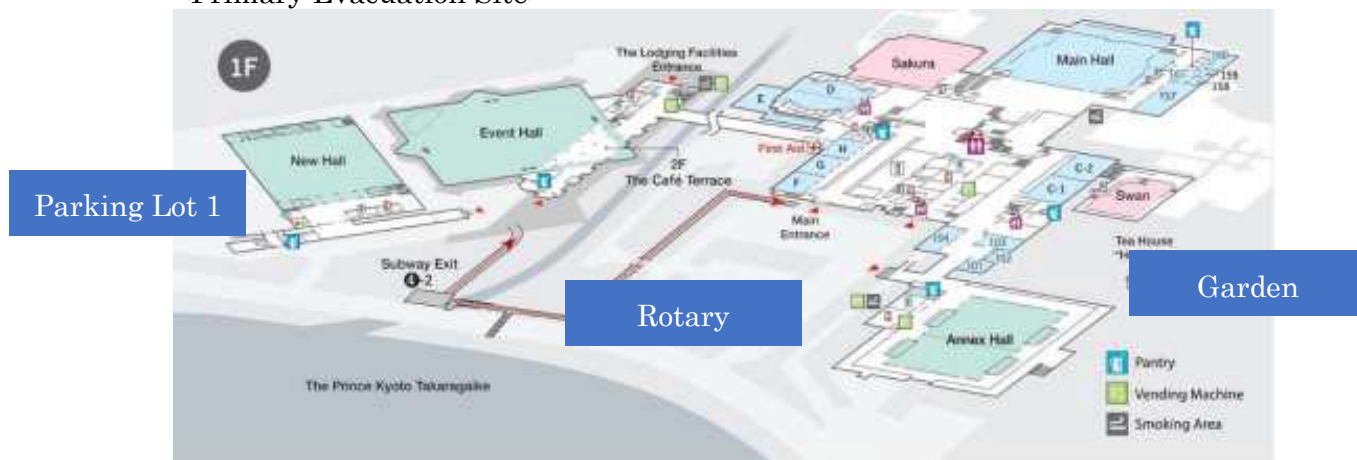 Primary Evacuation Site
1F
The Lodging Facilities
Entrance
Sakura
Main Hall
159
158
157
E
D
Event Hall
New Hall
First Aid
H
G
F
2F
The Café Terrace
C-2
C-1
Swan
Parking Lot 1
Main
Entrance
104
103
102
101
Tea House
Subway Exit
4-2
Garden
Rotary
Annex Hall
Pantry
The Prince Kyoto Takaragaike
Vending Machine
Smoking Area